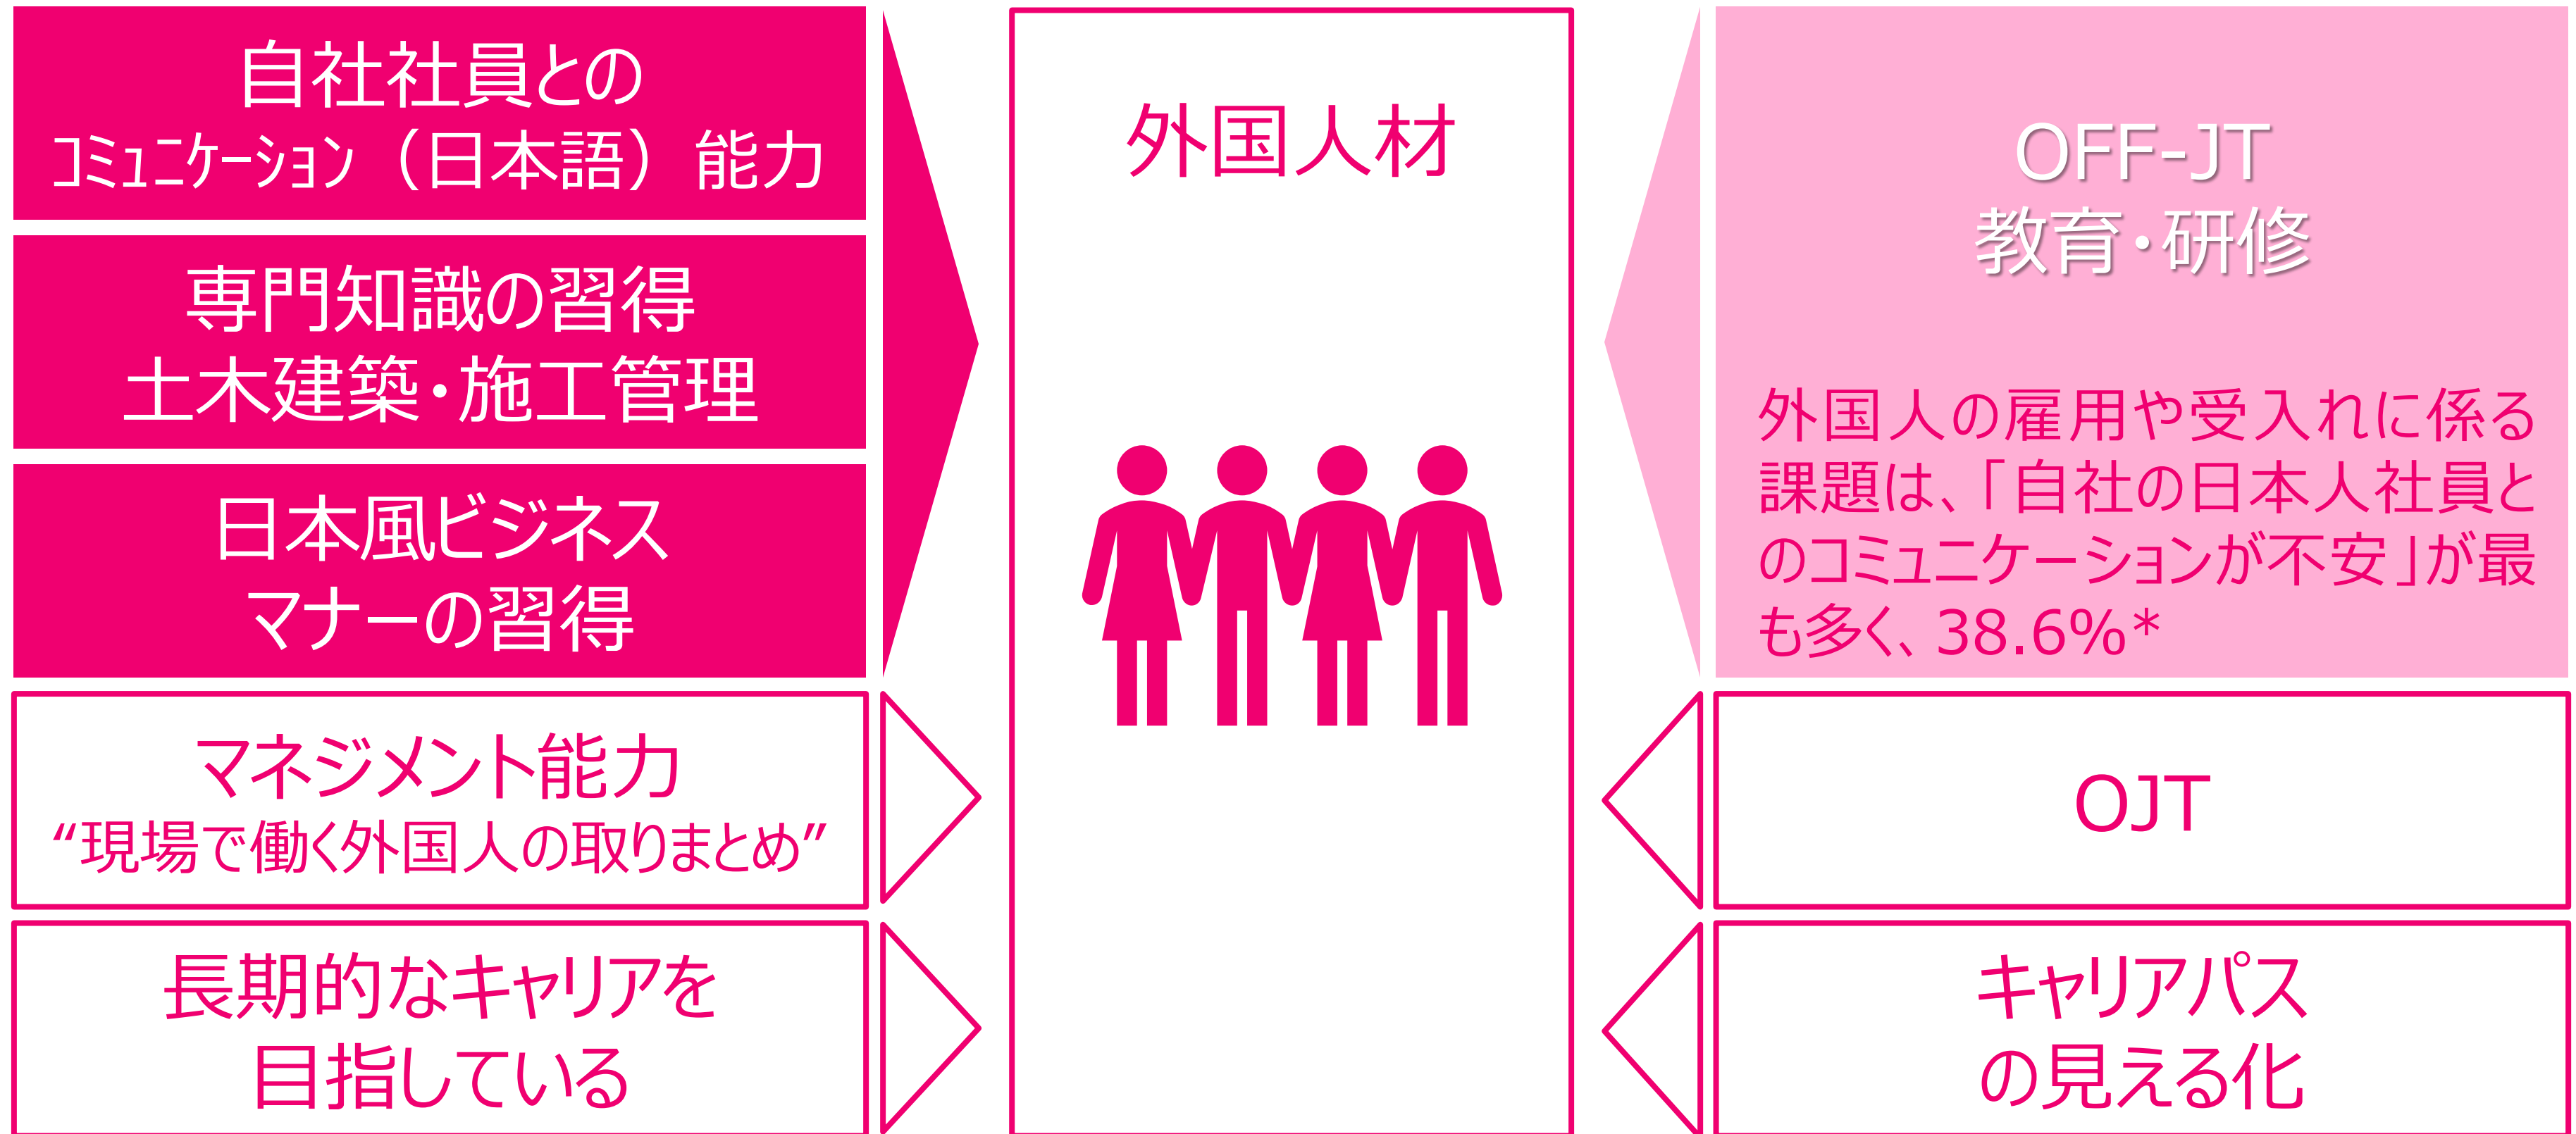 自社社員との
コミュニケーション（日本語）能力
専門知識の習得
土木建築・施工管理
日本風ビジネス
マナーの習得
マネジメント能力
“現場で働く外国人の取りまとめ”
長期的なキャリアを
目指している
外国人材
OFF-JT
教育・研修
外国人の雇用や受入れに係る
課題は、「自社の日本人社員と
のコミュニケーションが不安」が最
も多く、38.6%*
OJT
キャリアパス
の見える化